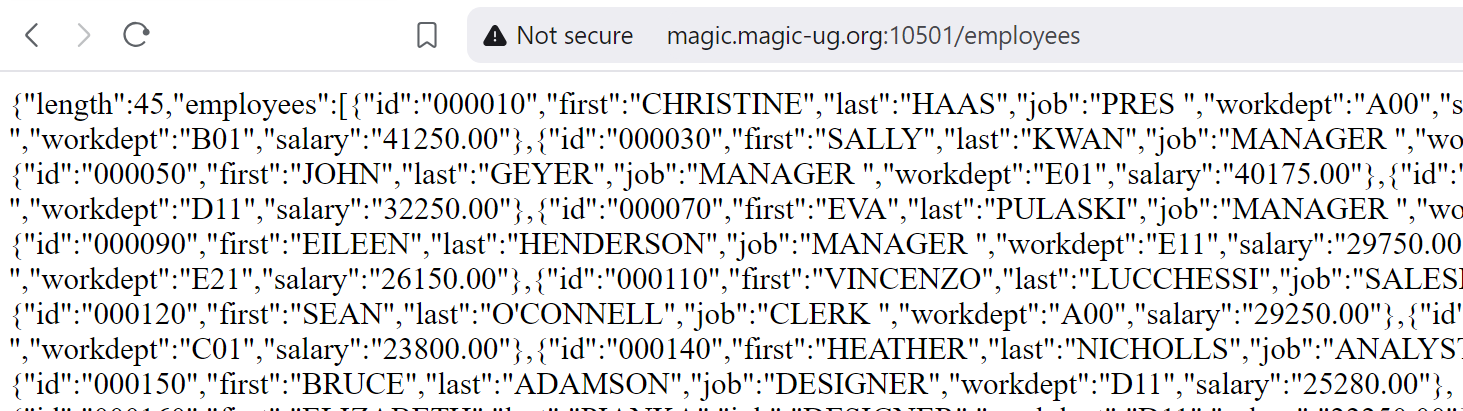 Not secure magic.magic-ug.org:10501/employees
{"length":45,"employees":[{"id":"000010","first":"CHRISTINE","last":"HAAS","job":"PRES ","workdept":"A00","s
","workdept":"B01","salary":"41250.00"},{"id":"000030","first":"SALLY","last":"KWAN","job":"MANAGER ","wo
{"id":"000050","first":"JOHN","last":"GEYER","job":"MANAGER ","workdept":"E01","salary":"40175.00"},{"id":"
","workdept":"D11","salary":"32250.00"},{"id":"000070","first":"EVA","last":"PULASKI","job":"MANAGER ","wo
{"id":"000090","first":"EILEEN","last":"HENDERSON","job":"MANAGER ","workdept":"E11","salary":"29750.00
","workdept":"E21","salary":"26150.00"},{"id":"000110","first":"VINCENZO","last":"LUCCHESSI","job":"SALES
{"id":"000120","first":"SEAN","last":"O'CONNELL","job":"CLERK ","workdept":"A00","salary":"29250.00"},{"id"
","workdept":"C01","salary":"23800.00"},{"id":"000140","first":"HEATHER","last":"NICHOLLS","job":"ANALYST
{"id":"000150","first":"BRUCE","last":"ADAMSON","job":"DESIGNER","workdept":"D11","salary":"25280.00"},